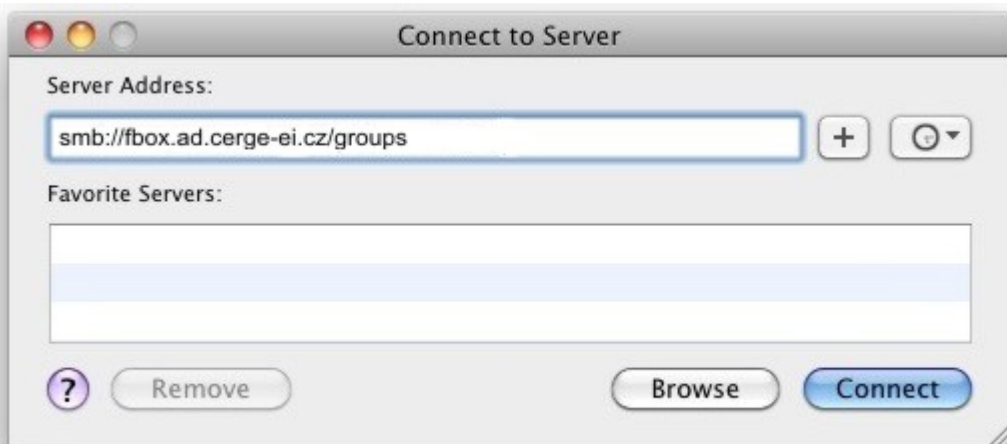 Connect to Server
Server Address:
smb://fbox.ad.cerge-ei.cz/groups
+
Favorite Servers:
? Remove Browse Connect